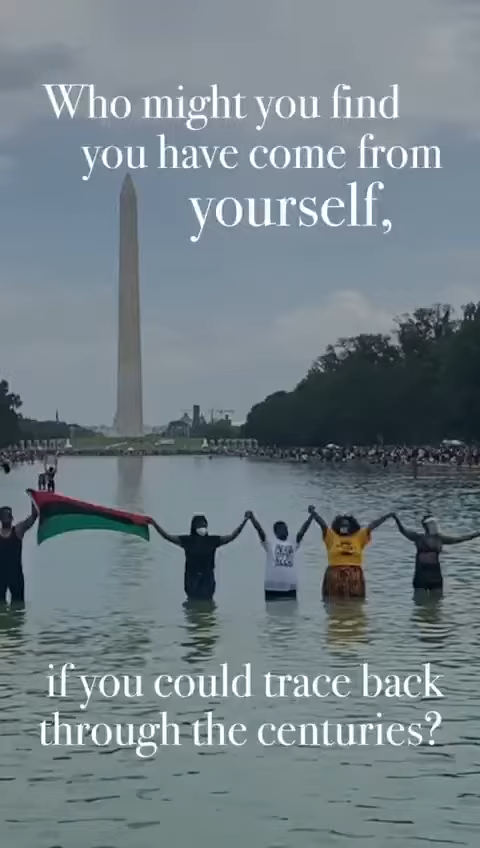 Who might you find
you have come from
yourself,
if you could trace back
through the centuries?